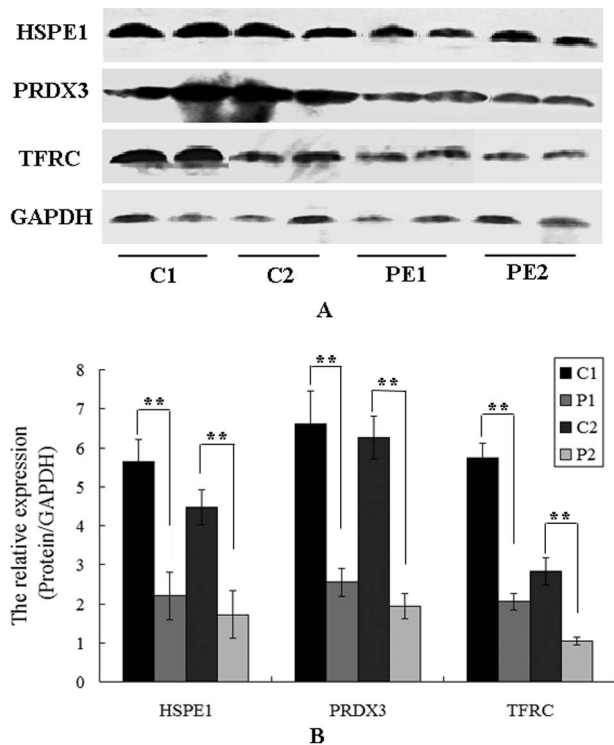 HSPE1
PRDX3
TFRC
GAPDH
C1 C2 PE1 PE2
A
The relative expression
(Protein/GAPDH)
8
7
6
5
4
3
2
1
0
** ** ** ** ** **
C1
P1
C2
P2
HSPE1 PRDX3 TFRC
B